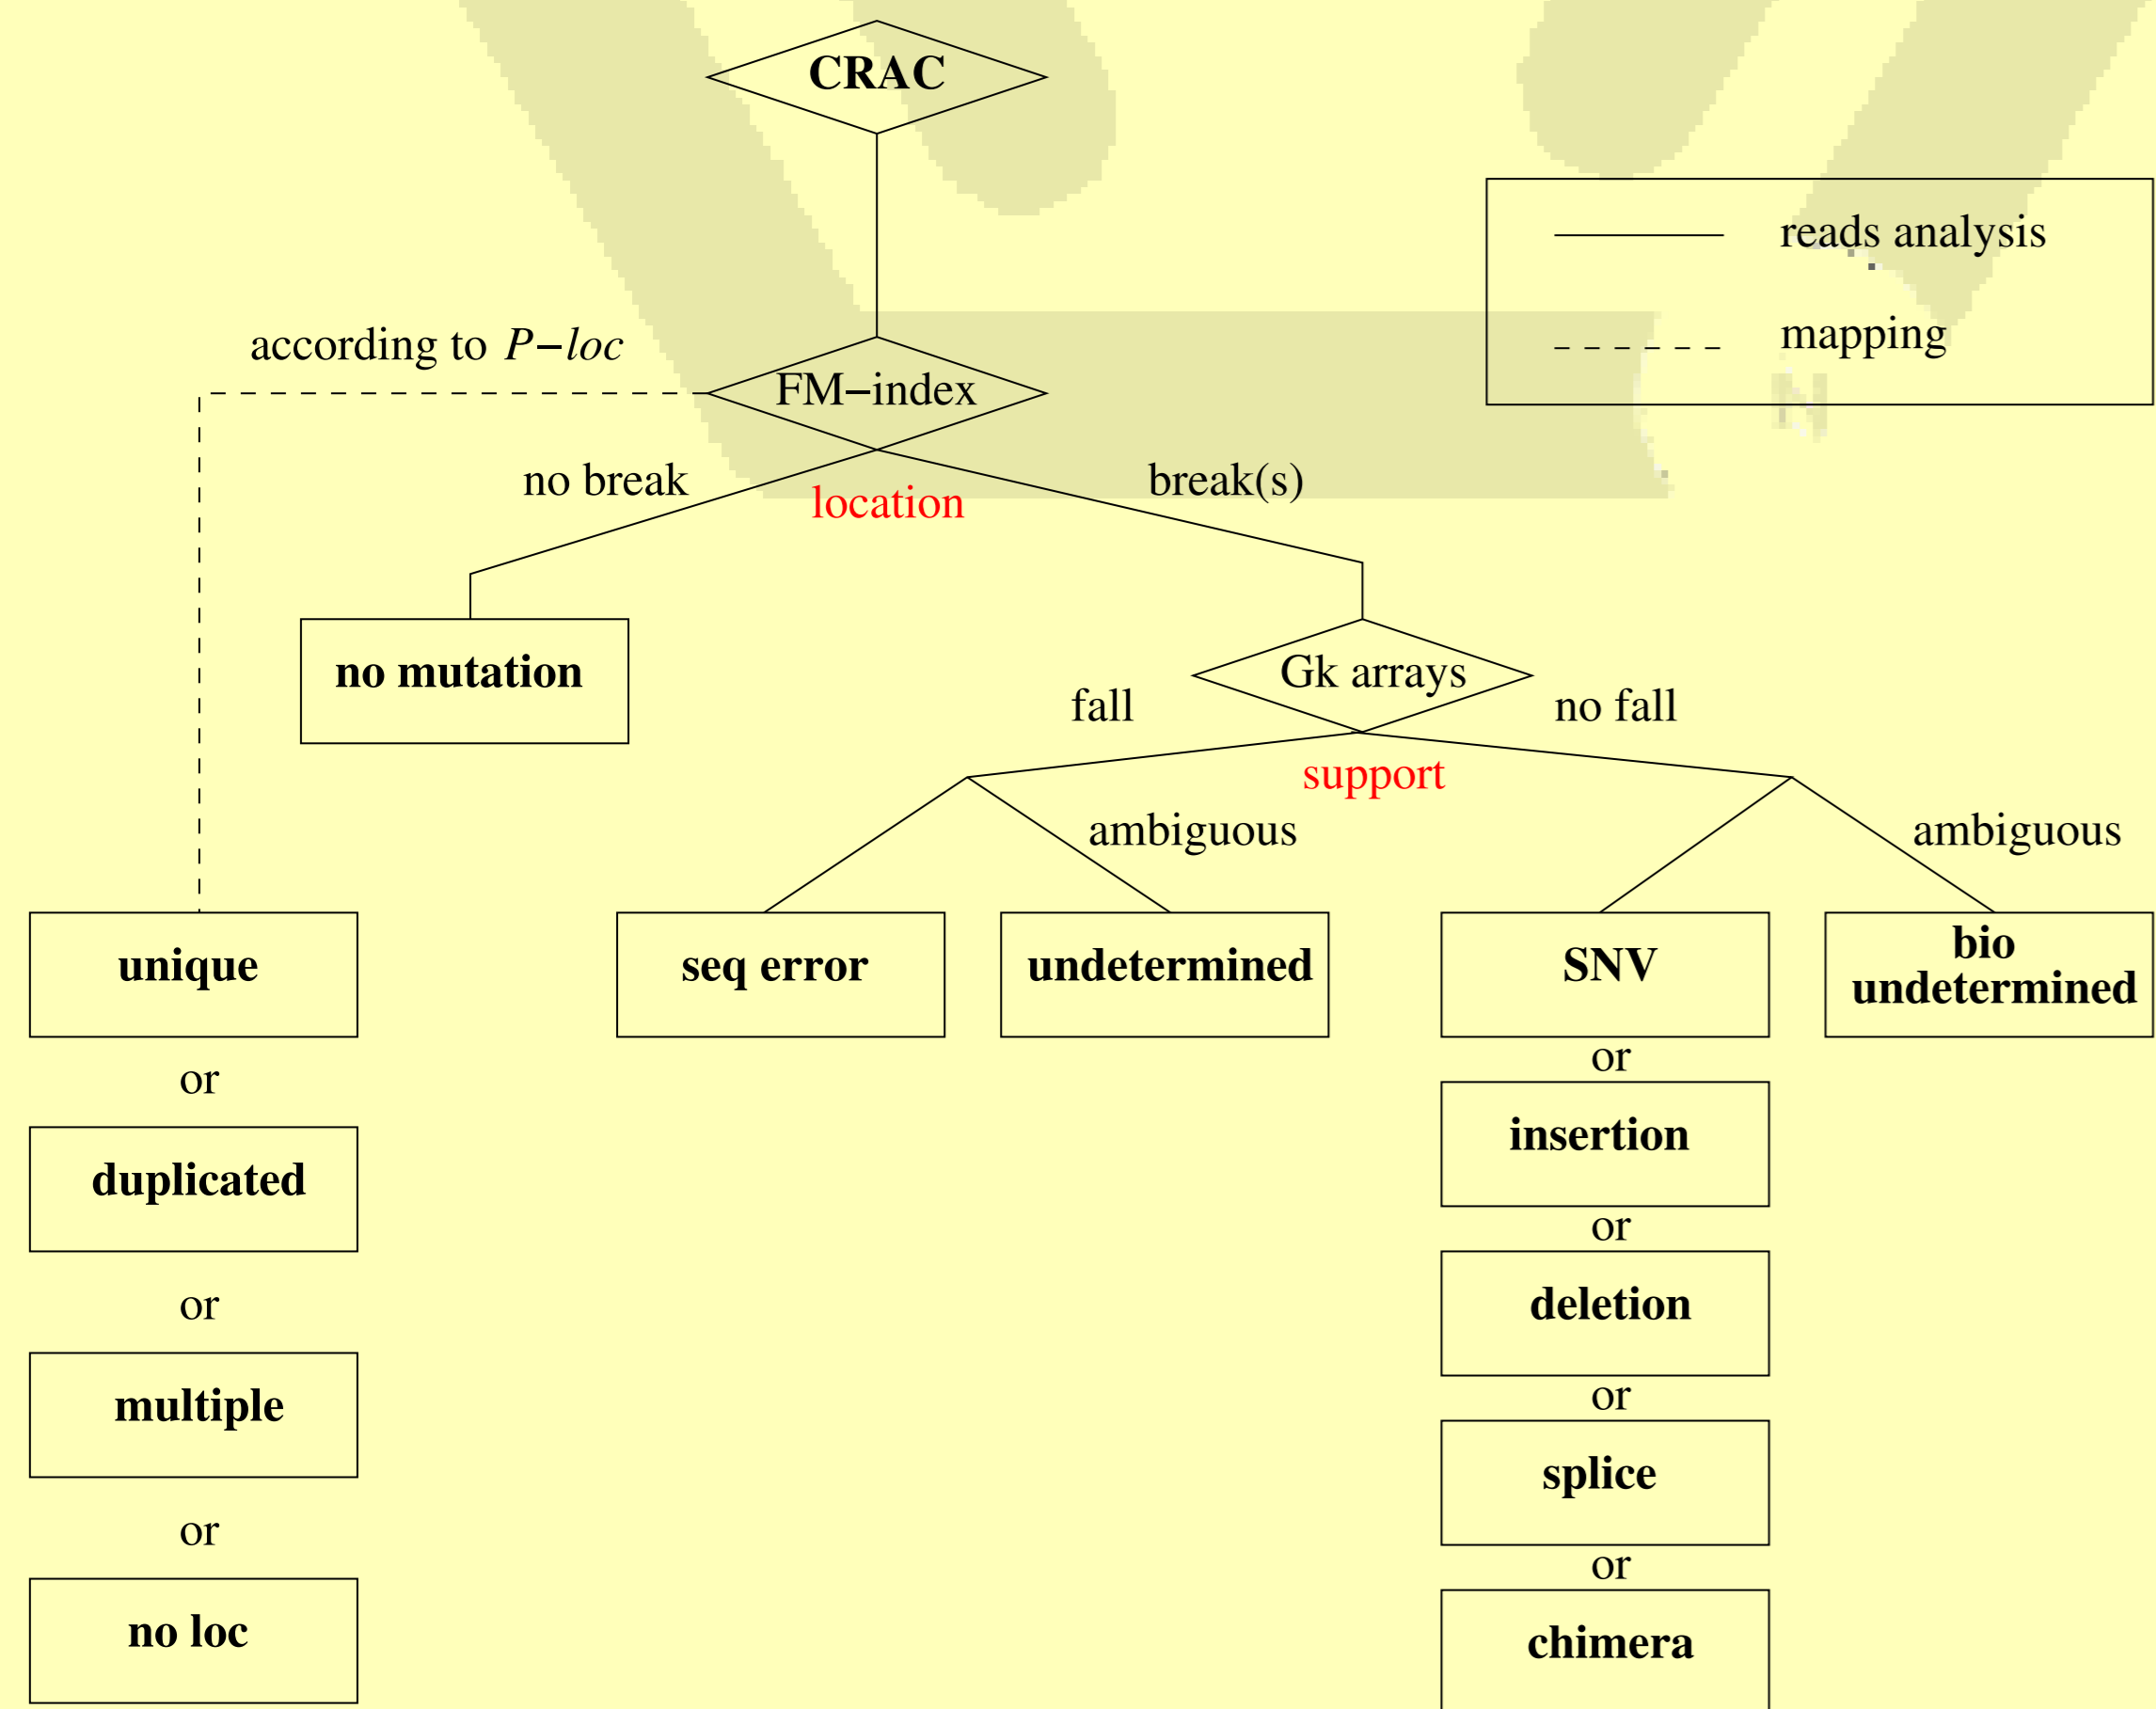 CRAC
reads analysis
mapping
according to P−loc
FM−index
no break
location
break(s)
no mutation
Gk arrays
fall
no fall
support
ambiguous
ambiguous
unique
seq error
undetermined
SNV
bio
undetermined
or
duplicated
or
multiple
or
no loc
or
insertion
or
deletion
or
splice
or
chimera